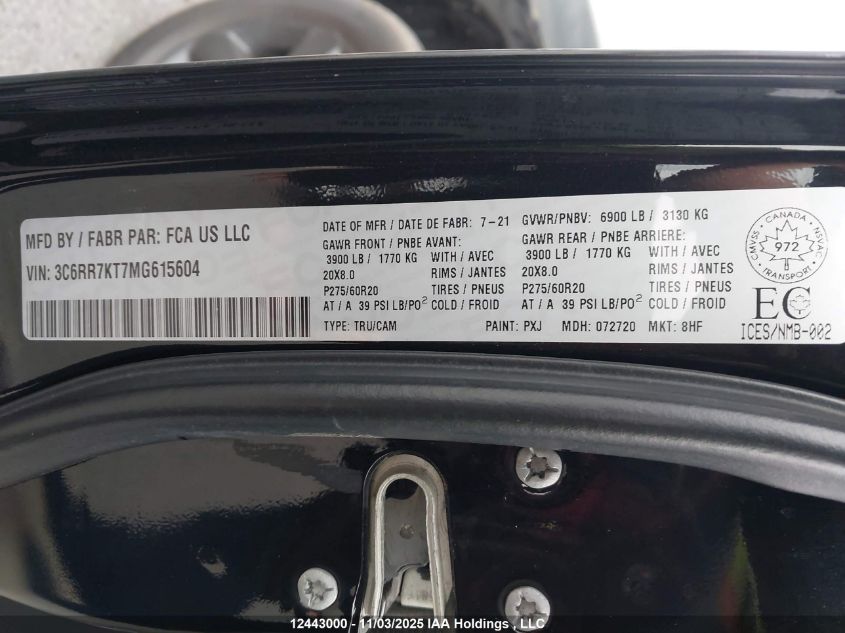 MFD BY / FABR PAR: FCA US LLC
VIN: 3C6RR7KT7MG615604
DATE OF MFR / DATE DE FABR: 7-21
GVWR/PNBV: 6900 LB / 3130 KG
GAWR FRONT / PNBE AVANT:
3900 LB / 1770 KG WITH / AVEC
20X8.0 RIMS / JANTES
P275/60R20 TIRES / PNEUS
AT / A 39 PSI LB/PO² COLD / FROID
GAWR REAR / PNBE ARRIERE:
3900 LB / 1770 KG WITH / AVEC
20X8.0 RIMS / JANTES
P275/60R20 TIRES / PNEUS
AT / A 39 PSI LB/PO² COLD / FROID
TYPE: TRU/CAM PAINT: PXJ MDH: 072720 MKT: 8HF
CANADA
CMVSS 972 NSVAC
TRANSPORT
EC
ICES/NMB-002
12443000 - 11/03/2025 IAA Holdings , LLC